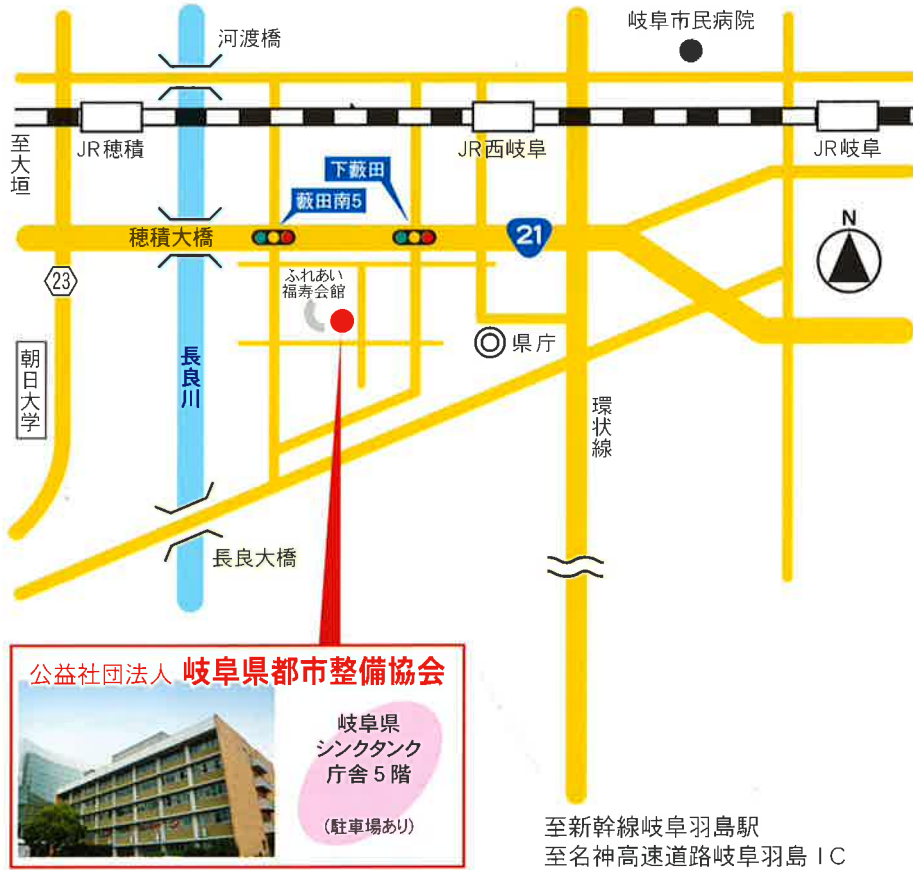 岐阜市民病院
河渡橋
至大垣
JR穂積
JR西岐阜
JR岐阜
下藪田
藪田南5
穂積大橋
21
N
23
ふれあい
福寿会館
県庁
朝日大学
長良川
環状線
長良大橋
公益社団法人 岐阜県都市整備協会
岐阜県
シンクタンク
庁舎5階
(駐車場あり)
至新幹線岐阜羽島駅
至名神高速道路岐阜羽島IC